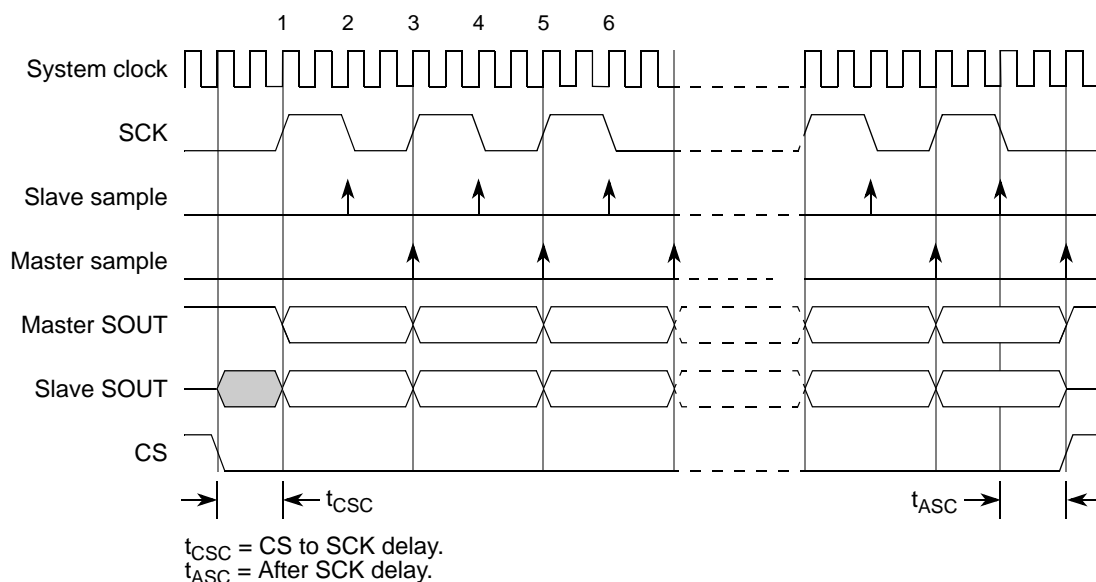 1 2 3 4 5 6
System clock
SCK
Slave sample
Master sample
Master SOUT
Slave SOUT
CS
tCSC tASC
tCSC = CS to SCK delay.
tASC = After SCK delay.